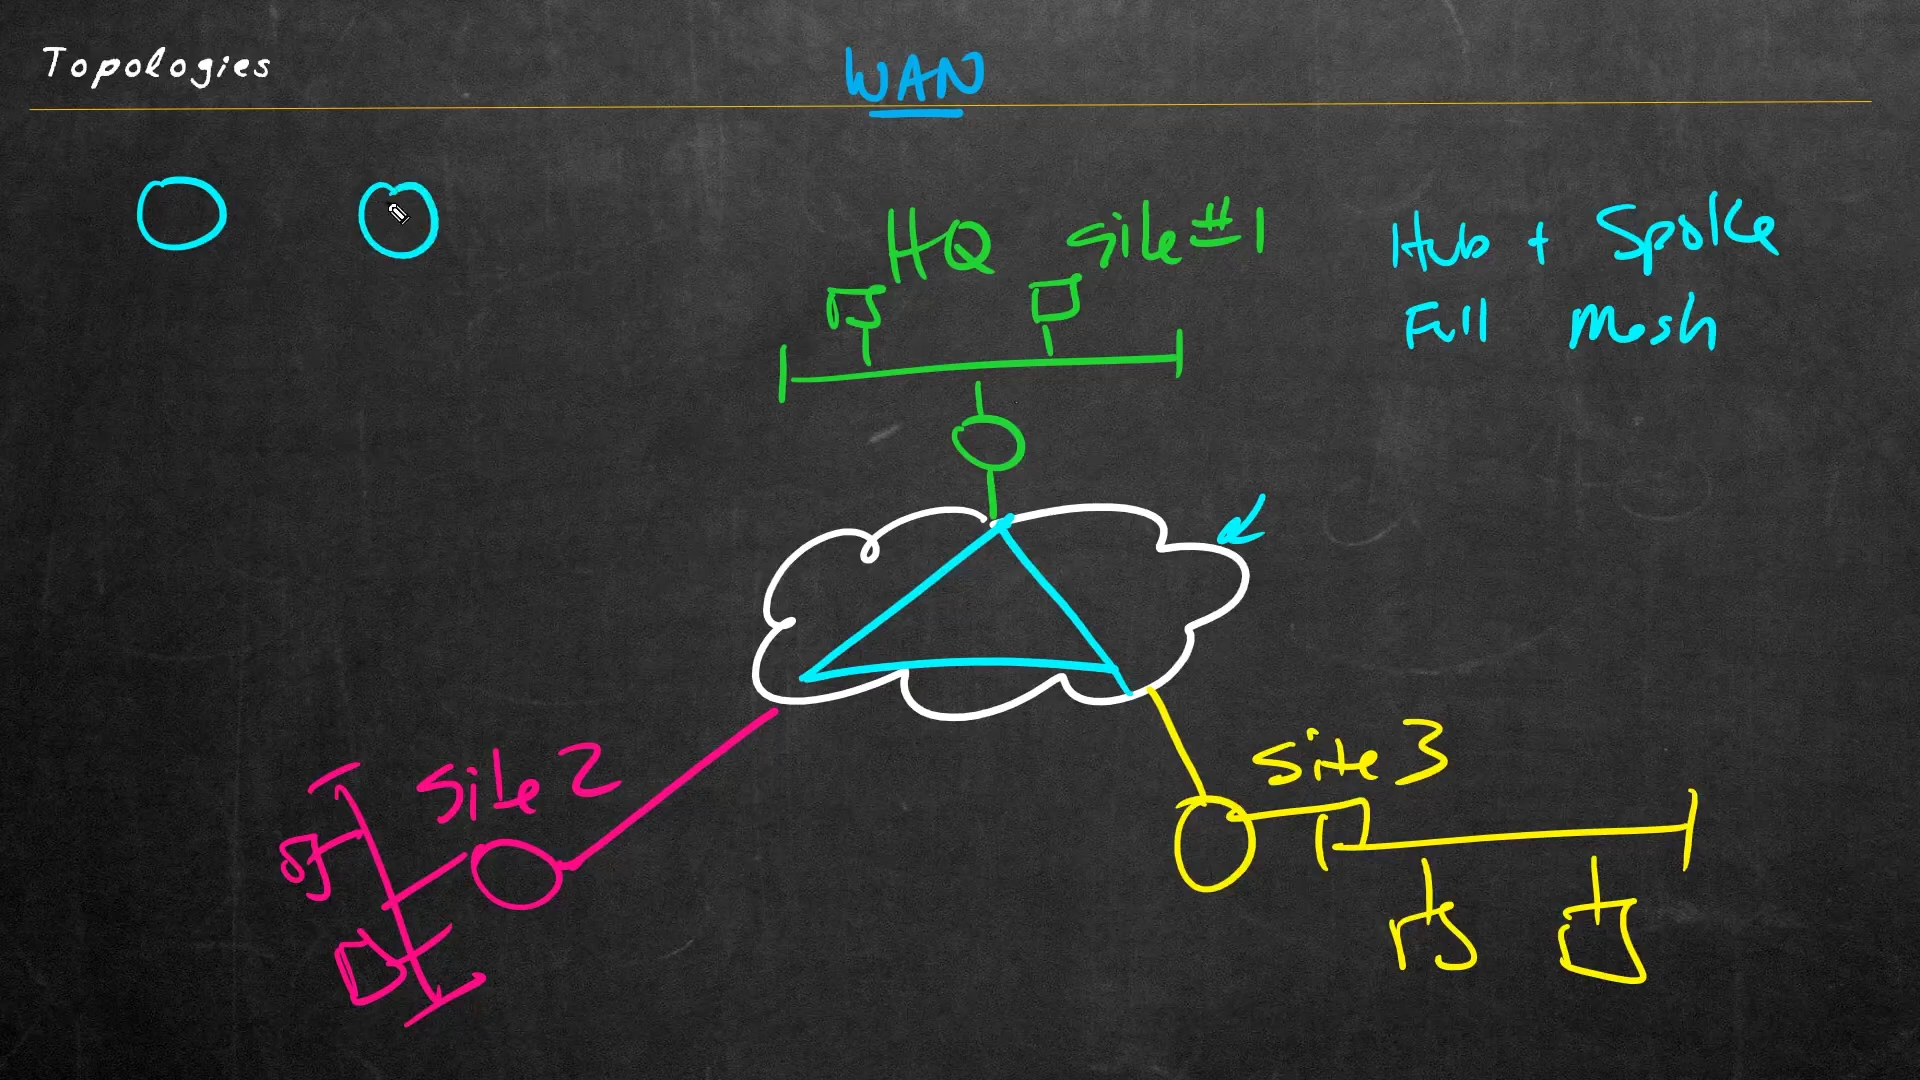 Topologies
WAN
HQ Site #1
Hub + Spoke
Full Mesh
Site 2
Site 3